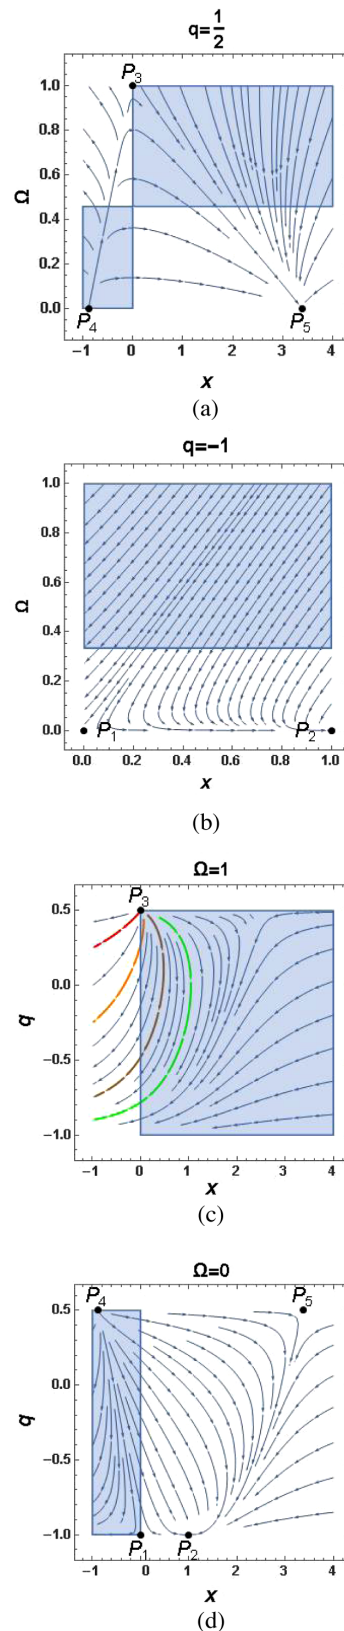 q=1/2
P3
1.0
0.8
0.6
Ω
0.4
0.2
0.0
P4
P5
−1 0 1 2 3 4
x
(a)
q=−1
1.0
0.8
0.6
Ω
0.4
0.2
0.0
P1
P2
0.0 0.2 0.4 0.6 0.8 1.0
x
(b)
Ω=1
P3
0.5
0.0
q
−0.5
−1.0
−1 0 1 2 3 4
x
(c)
Ω=0
P4
P5
0.5
0.0
q
−0.5
−1.0
P1
P2
−1 0 1 2 3 4
x
(d)